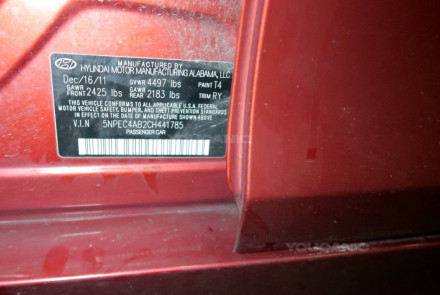 MANUFACTURED BY
HYUNDAI MOTOR MANUFACTURING ALABAMA, LLC
Dec/16/11 GVWR 4497 lbs PAINT T4
GAWR FRONT 2425 lbs GAWR REAR 2183 lbs TRIM RY
THIS VEHICLE CONFORMS TO ALL APPLICABLE U.S.A. FEDERAL
MOTOR VEHICLE SAFETY, BUMPER, AND THEFT PREVENTION STANDARDS
IN EFFECT ON THE DATE OF MANUFACTURE SHOWN ABOVE.
V.I.N 5NPEC4AB2CH441785
PASSENGER CAR
YOUCANIC